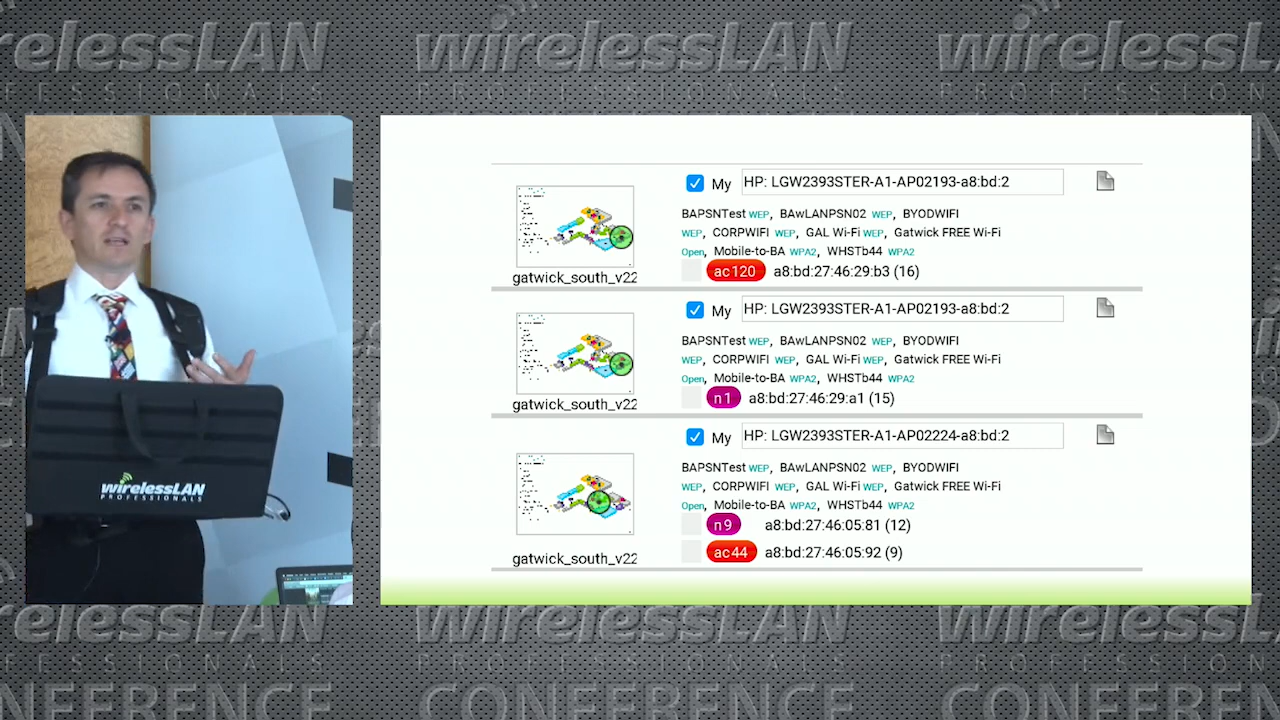 wirelessLAN
PROFESSIONALS
My HP: LGW2393STER-A1-AP02193-a8:bd:2
BAPSNTest WEP, BAwLANPSN02 WEP, BYODWIFI
WEP, CORPWIFI WEP, GAL Wi-Fi WEP, Gatwick FREE Wi-Fi
Open, Mobile-to-BA WPA2, WHSTb44 WPA2
ac120 a8:bd:27:46:29:b3 (16)
gatwick_south_v22
My HP: LGW2393STER-A1-AP02193-a8:bd:2
BAPSNTest WEP, BAwLANPSN02 WEP, BYODWIFI
WEP, CORPWIFI WEP, GAL Wi-Fi WEP, Gatwick FREE Wi-Fi
Open, Mobile-to-BA WPA2, WHSTb44 WPA2
n1 a8:bd:27:46:29:a1 (15)
gatwick_south_v22
My HP: LGW2393STER-A1-AP02224-a8:bd:2
BAPSNTest WEP, BAwLANPSN02 WEP, BYODWIFI
WEP, CORPWIFI WEP, GAL Wi-Fi WEP, Gatwick FREE Wi-Fi
Open, Mobile-to-BA WPA2, WHSTb44 WPA2
n9 a8:bd:27:46:05:81 (12)
ac44 a8:bd:27:46:05:92 (9)
gatwick_south_v22
wirelessLAN
PROFESSIONALS
wirelessLAN
PROFESSIONALS
CONFERENCE